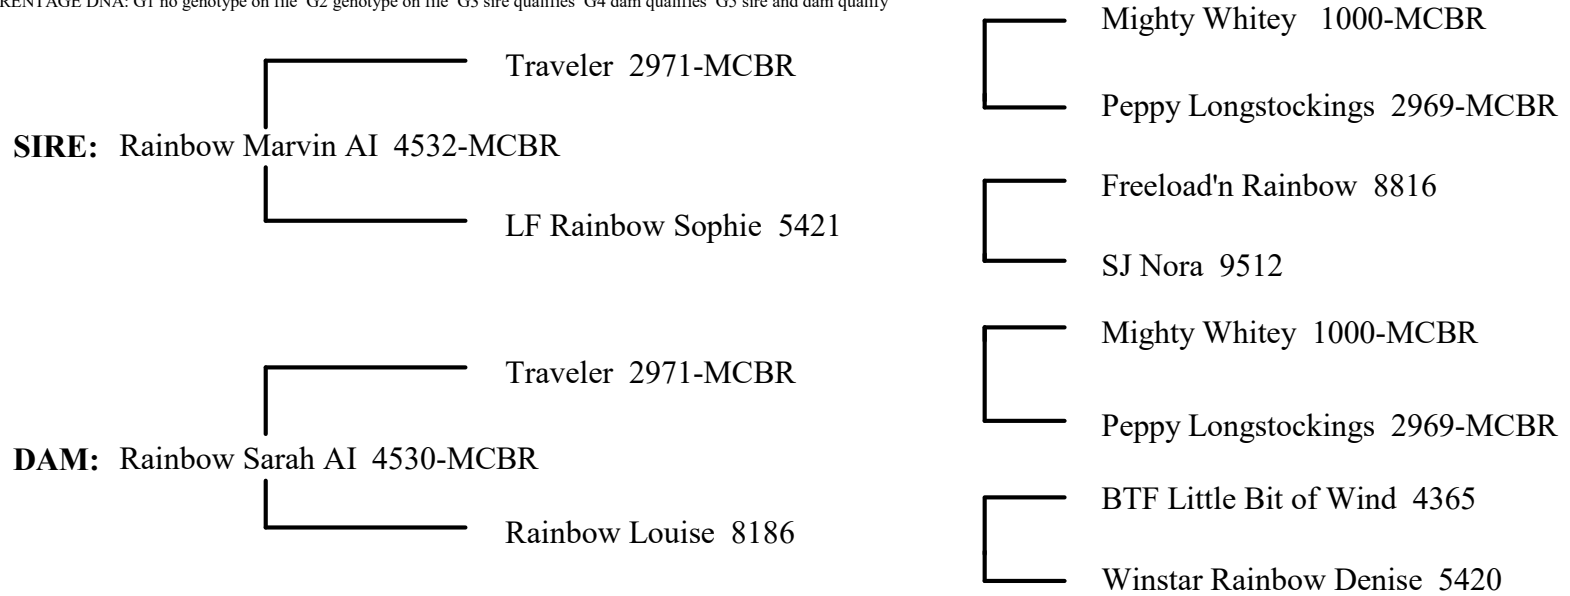 PARENTAGE DNA: G1 no genotype on file G2 genotype on file G3 sire qualifies G4 dam qualifies G5 sire and dam qualify
Mighty Whitey 1000-MCBR
Traveler 2971-MCBR
Peppy Longstockings 2969-MCBR
SIRE: Rainbow Marvin AI 4532-MCBR
Freeload'n Rainbow 8816
LF Rainbow Sophie 5421
SJ Nora 9512
Mighty Whitey 1000-MCBR
Traveler 2971-MCBR
Peppy Longstockings 2969-MCBR
DAM: Rainbow Sarah AI 4530-MCBR
BTF Little Bit of Wind 4365
Rainbow Louise 8186
Winstar Rainbow Denise 5420